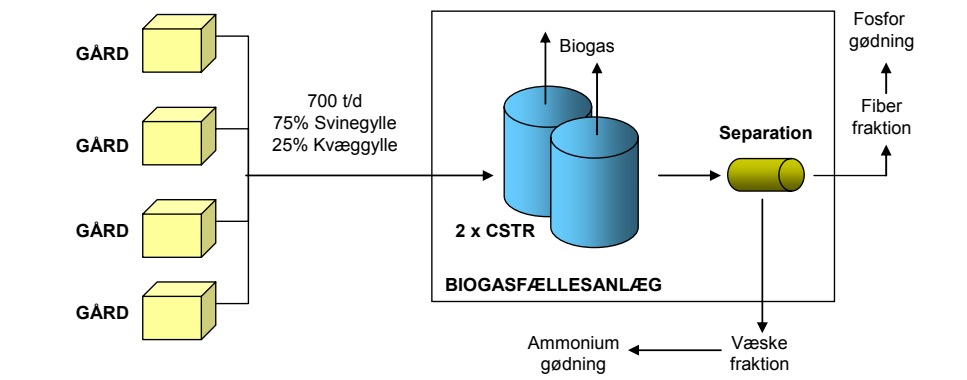 GÅRD
GÅRD
GÅRD
GÅRD
700 t/d
75% Svinegylle
25% Kvæggylle
Biogas
2 x CSTR
BIOGASFÆLLESANLÆG
Separation
Fosfor
gødning
Fiber
fraktion
Væske
fraktion
Ammonium
gødning